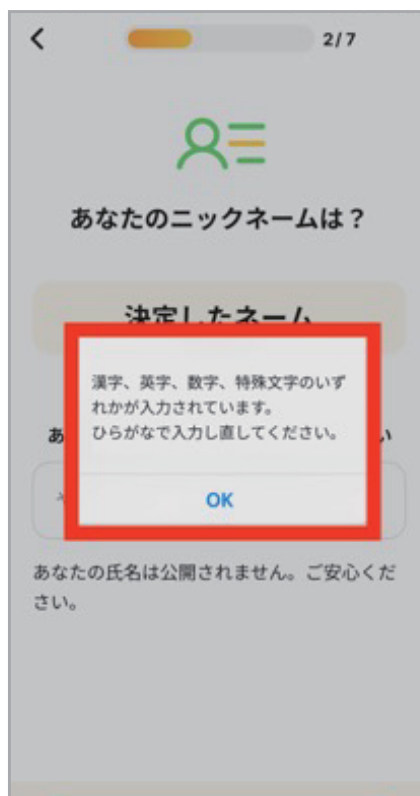 2/7
あなたのニックネームは？
決定したネーム
漢字、英字、数字、特殊文字のいず
れかが入力されています。
ひらがなで入力し直してください。
あ
い
OK
あなたの氏名は公開されません。ご安心くだ
さい。